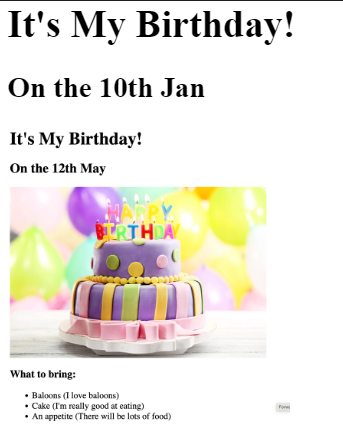 It's My Birthday!
On the 10th Jan
It's My Birthday!
On the 12th May
HAPPY
BIRTHDAY
What to bring:
Baloons (I love baloons)
Cake (I'm really good at eating)
An appetite (There will be lots of food)